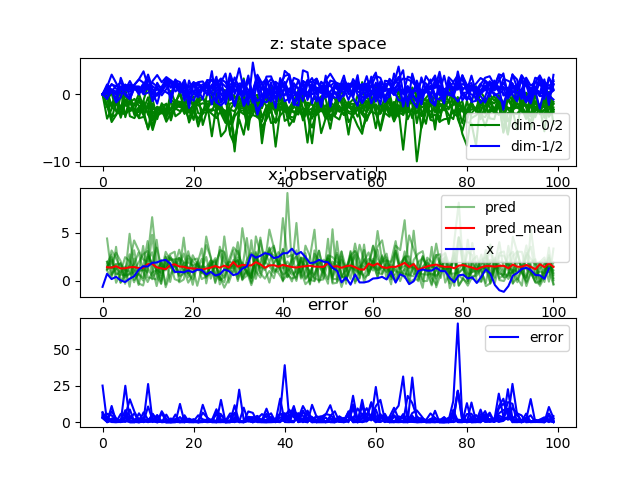 z: state space
0
−10
dim-0/2
dim-1/2
0 20 40 60 80 100
x: observation
5
0
pred
pred_mean
x
0 20 40 60 80 100
error
50
25
0
error
0 20 40 60 80 100